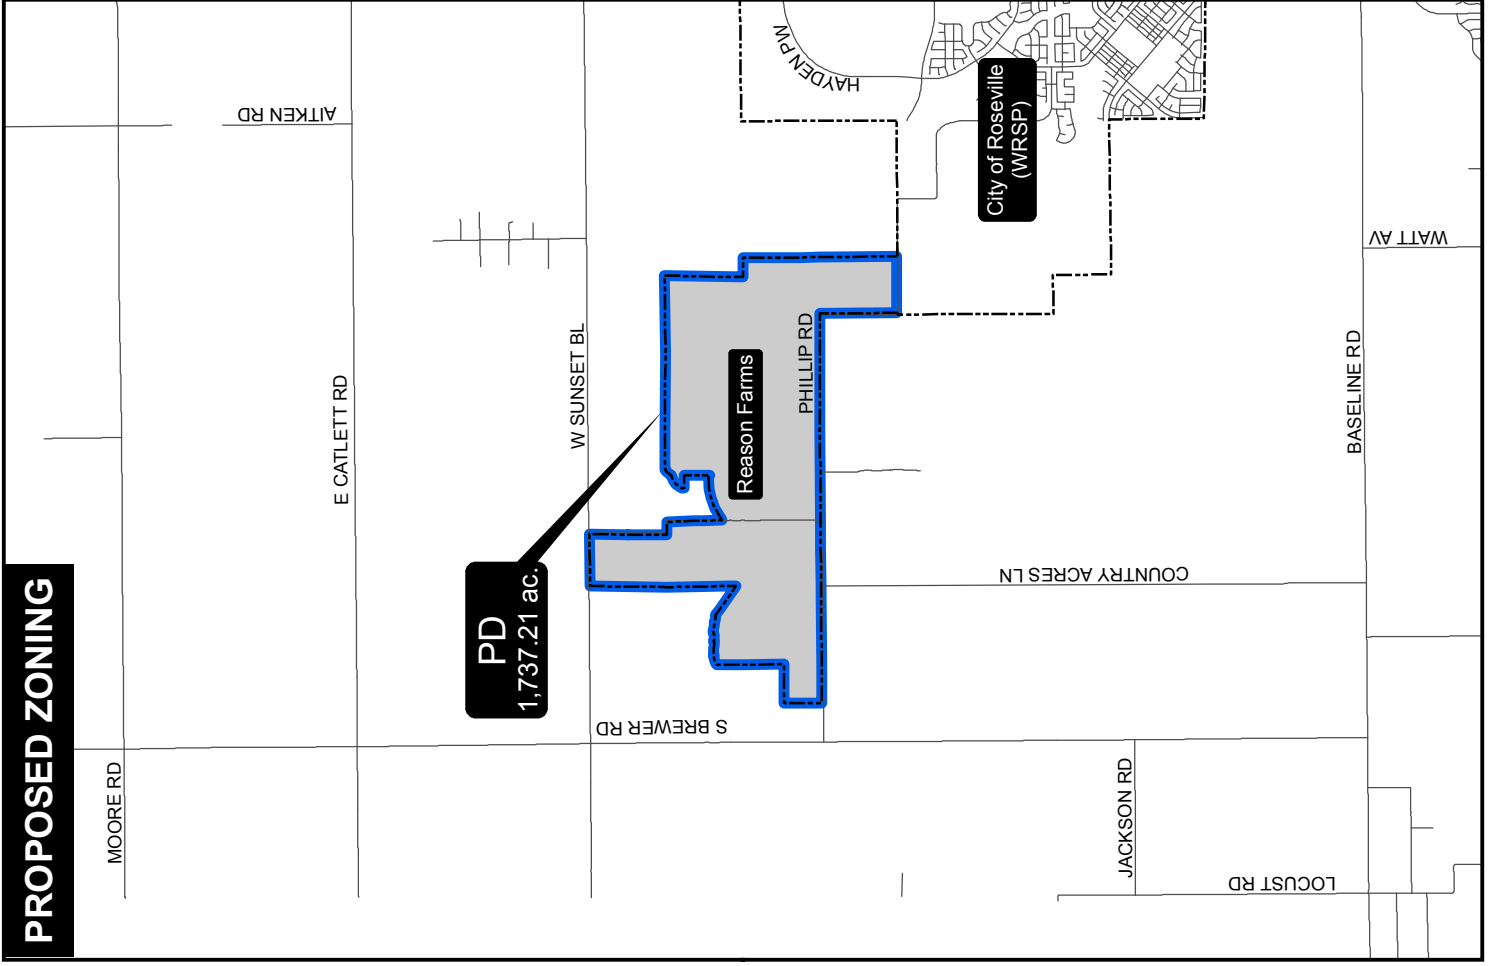 PROPOSED ZONING
MOORE RD
E CATLETT RD
AITKEN RD
W SUNSET BL
S BREWER RD
PD
1,737.21 ac.
Reason Farms
PHILLIP RD
HAYDEN PW
City of Roseville
(WRSP)
COUNTRY ACRES LN
JACKSON RD
LOCUST RD
BASELINE RD
WATT AV